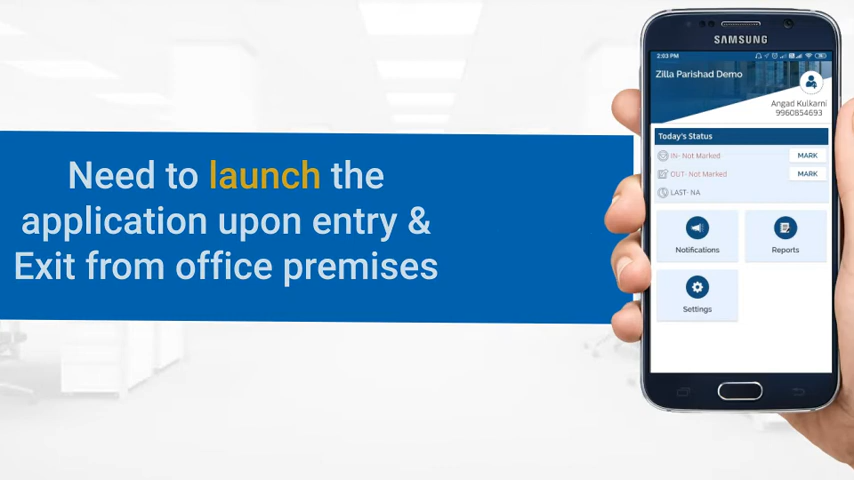 Need to launch the
application upon entry &
Exit from office premises
SAMSUNG
2:03 PM
Zilla Parishad Demo
Angad Kulkarni
9960854693
Today's Status
IN- Not Marked
MARK
OUT- Not Marked
MARK
LAST- NA
Notifications
Reports
Settings